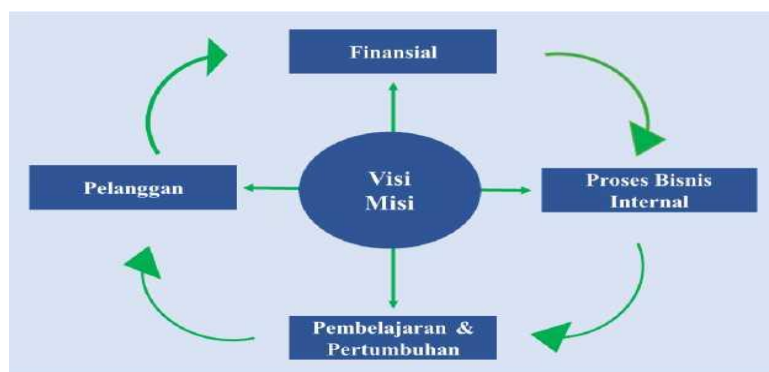 Finansial
Pelanggan
Visi
Misi
Proses Bisnis
Internal
Pembelajaran &
Pertumbuhan